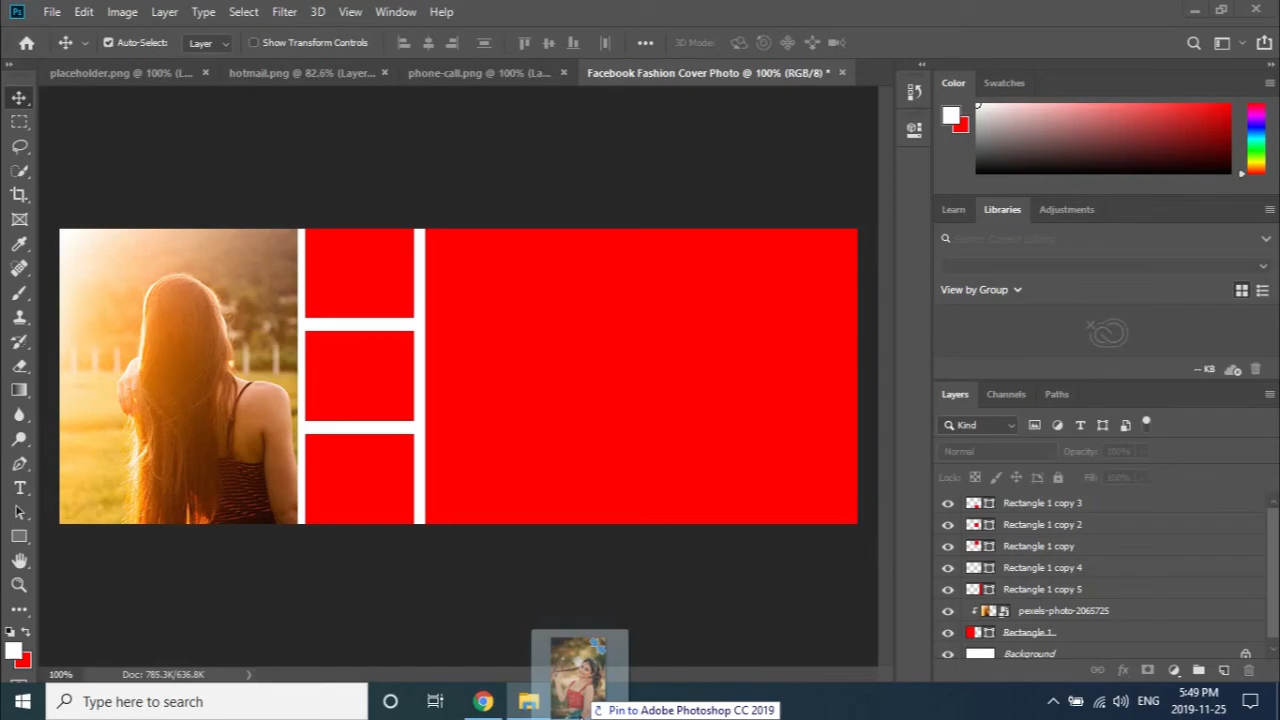 Ps File Edit Image Layer Type Select Filter 3D View Window Help
Auto-Select: Layer Show Transform Controls 3D Mode:
placeholder.png @ 100% (L... × hotmail.png @ 82.6% (Layer... × phone-call.png @ 100% (La... × Facebook Fashion Cover Photo @ 100% (RGB/8) * ×
Color Swatches
Learn Libraries Adjustments
Search Current Library
View by Group
-- KB
Layers Channels Paths
Kind
Normal Opacity: 100%
Lock: Fill: 100%
Rectangle 1 copy 3
Rectangle 1 copy 2
Rectangle 1 copy
Rectangle 1 copy 4
Rectangle 1 copy 5
pexels-photo-2065725
Rectangle 1
Background
100% Doc: 785.3K/636.8K
Type here to search
Pin to Adobe Photoshop CC 2019
ENG
5:49 PM
2019-11-25